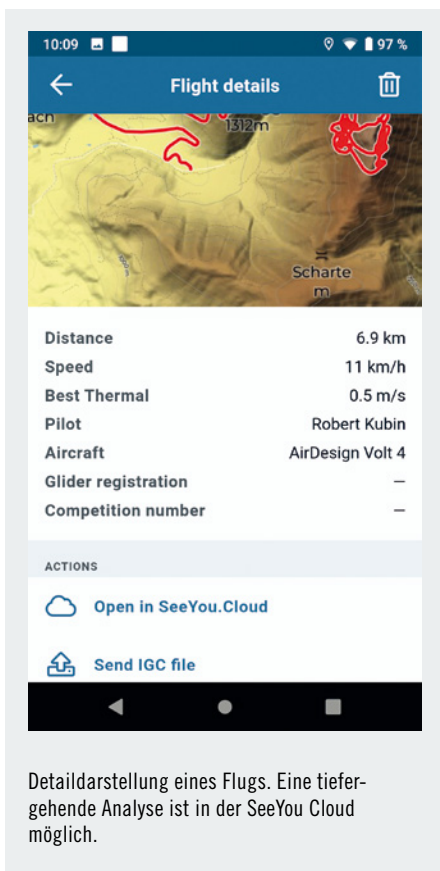 10:09 97 %
Flight details
ach
1312m
Scharte
m
Distance 6.9 km
Speed 11 km/h
Best Thermal 0.5 m/s
Pilot Robert Kubin
Aircraft AirDesign Volt 4
Glider registration –
Competition number –
ACTIONS
Open in SeeYou.Cloud
Send IGC file
Detaildarstellung eines Flugs. Eine tiefer-
gehende Analyse ist in der SeeYou Cloud
möglich.